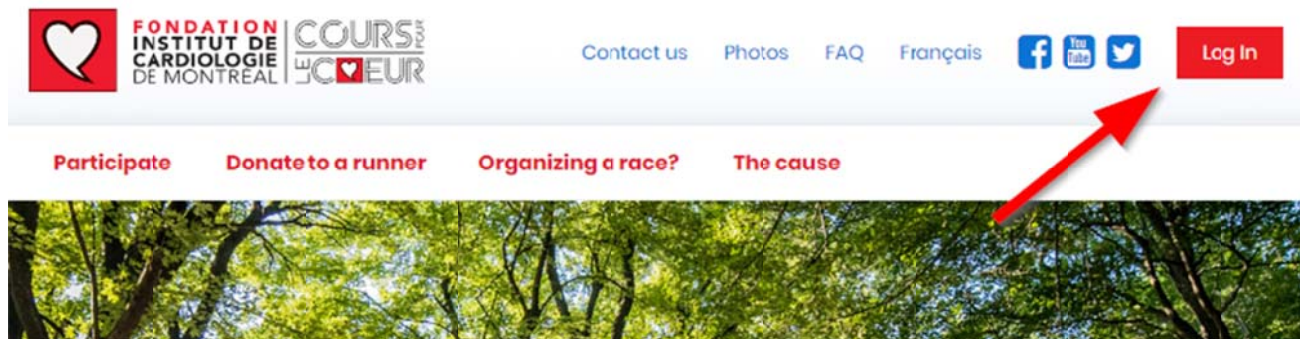 FONDATION
INSTITUT DE
CARDIOLOGIE
DE MONTRÉAL
COURS POUR
LE CŒUR
Contact us Photos FAQ Français You Tube Log In
Participate Donate to a runner Organizing a race? The cause